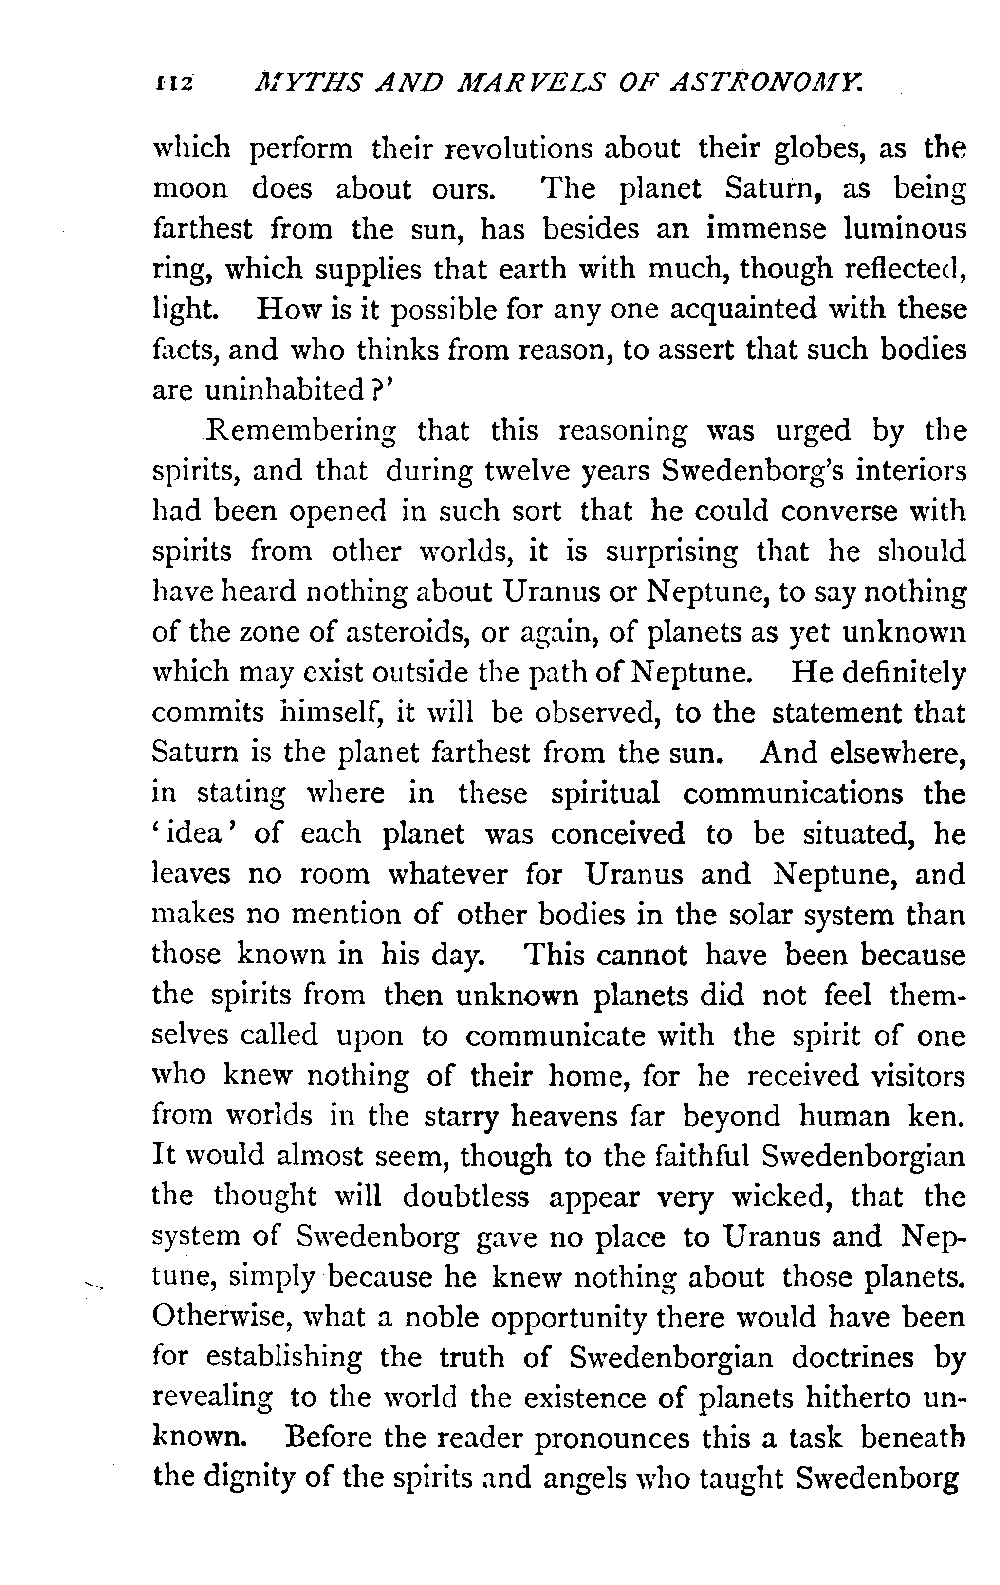 112 MYTHS AND MARVELS OF ASTRONOMY.
which perform their revolutions about their globes, as the
moon does about ours. The planet Saturn, as being
farthest from the sun, has besides an immense luminous
ring, which supplies that earth with much, though reflected,
light. How is it possible for any one acquainted with these
facts, and who thinks from reason, to assert that such bodies
are uninhabited?’
Remembering that this reasoning was urged by the
spirits, and that during twelve years Swedenborg’s interiors
had been opened in such sort that he could converse with
spirits from other worlds, it is surprising that he should
have heard nothing about Uranus or Neptune, to say nothing
of the zone of asteroids, or again, of planets as yet unknown
which may exist outside the path of Neptune. He definitely
commits himself, it will be observed, to the statement that
Saturn is the planet farthest from the sun. And elsewhere,
in stating where in these spiritual communications the
‘idea’ of each planet was conceived to be situated, he
leaves no room whatever for Uranus and Neptune, and
makes no mention of other bodies in the solar system than
those known in his day. This cannot have been because
the spirits from then unknown planets did not feel them-
selves called upon to communicate with the spirit of one
who knew nothing of their home, for he received visitors
from worlds in the starry heavens far beyond human ken.
It would almost seem, though to the faithful Swedenborgian
the thought will doubtless appear very wicked, that the
system of Swedenborg gave no place to Uranus and Nep-
tune, simply because he knew nothing about those planets.
Otherwise, what a noble opportunity there would have been
for establishing the truth of Swedenborgian doctrines by
revealing to the world the existence of planets hitherto un-
known. Before the reader pronounces this a task beneath
the dignity of the spirits and angels who taught Swedenborg